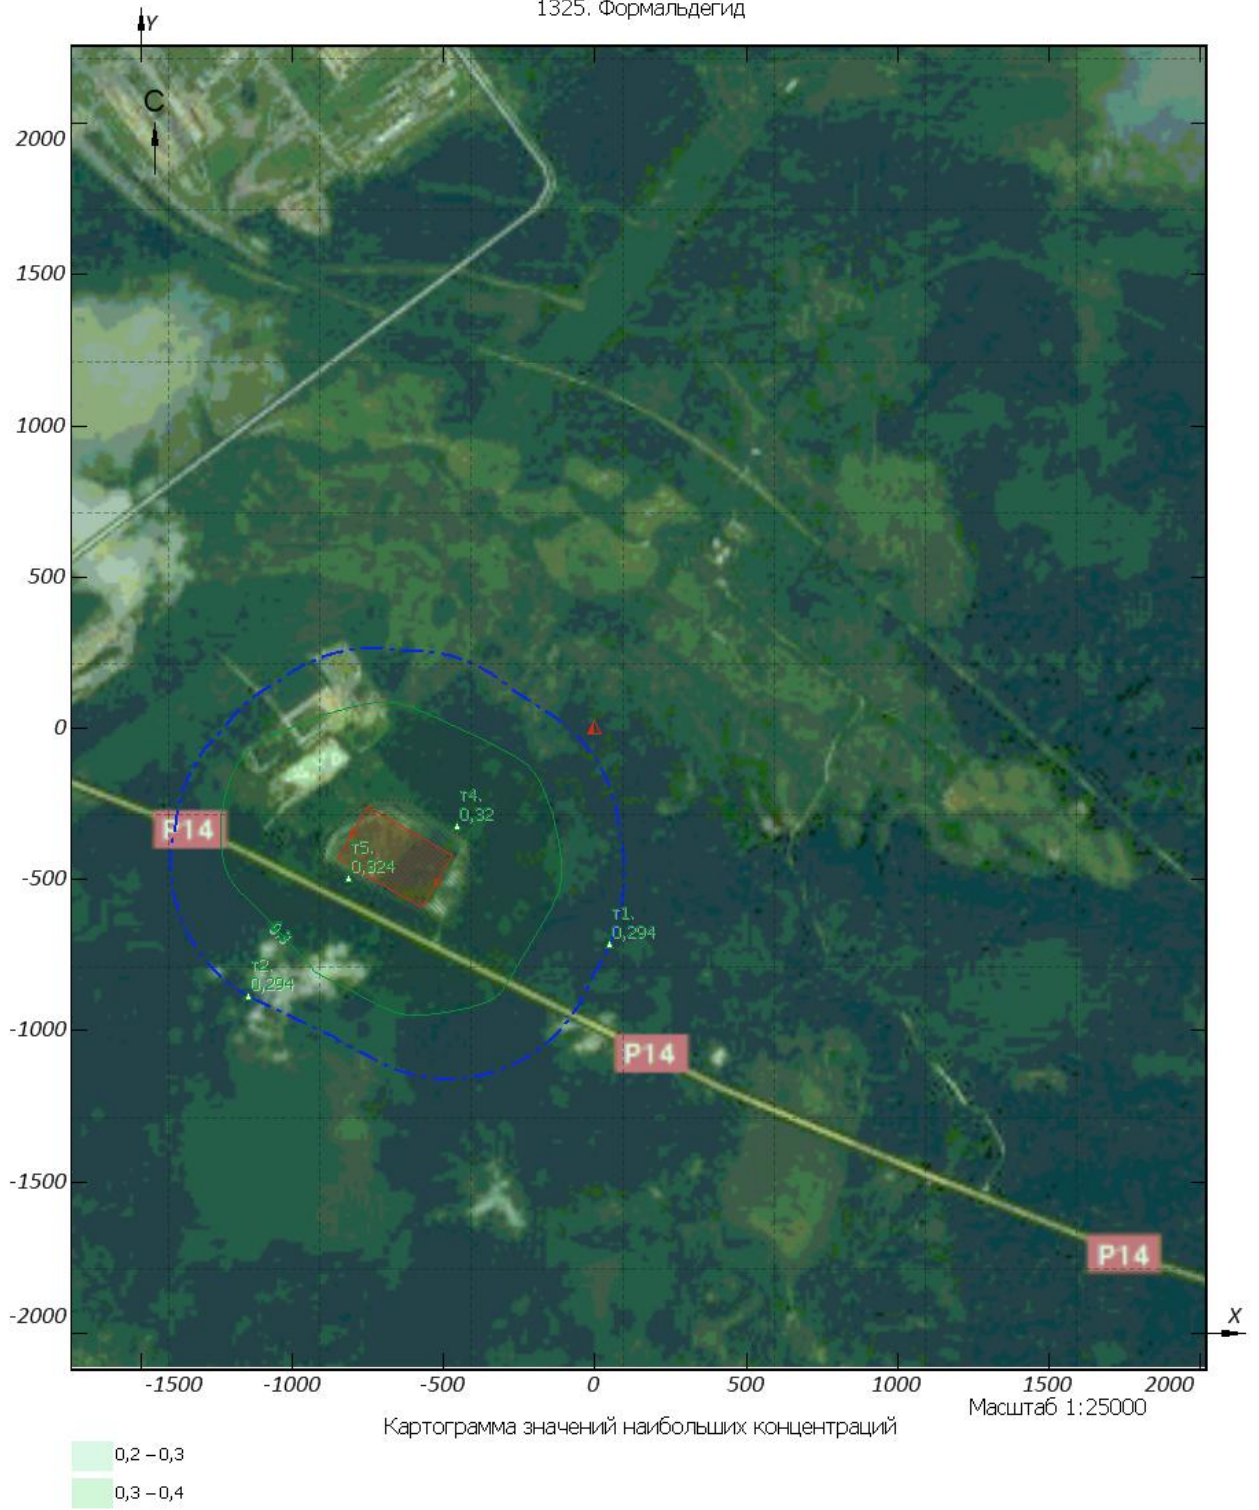 1325. Формальдегид
Y
С
2000
1500
1000
500
0
-500
-1000
-1500
-2000
Р14
т4.
0,32
т5.
0,324
т1.
0,294
0,3
т2.
0,294
Р14
Р14
X
-1500
-1000
-500
0
500
1000
1500
2000
Масштаб 1:25000
Картограмма значений наибольших концентраций
0,2 – 0,3
0,3 – 0,4